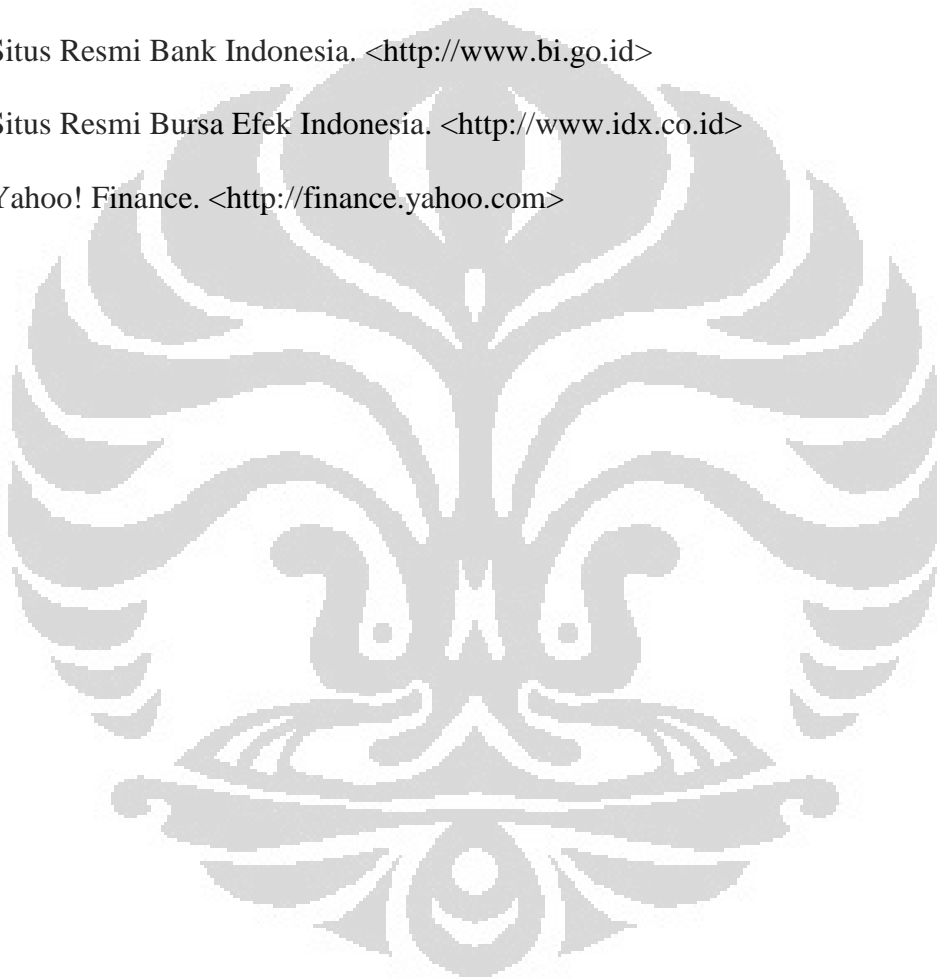 Situs Resmi Bank Indonesia. <http://www.bi.go.id>
Situs Resmi Bursa Efek Indonesia. <http://www.idx.co.id>
Yahoo! Finance. <http://finance.yahoo.com>